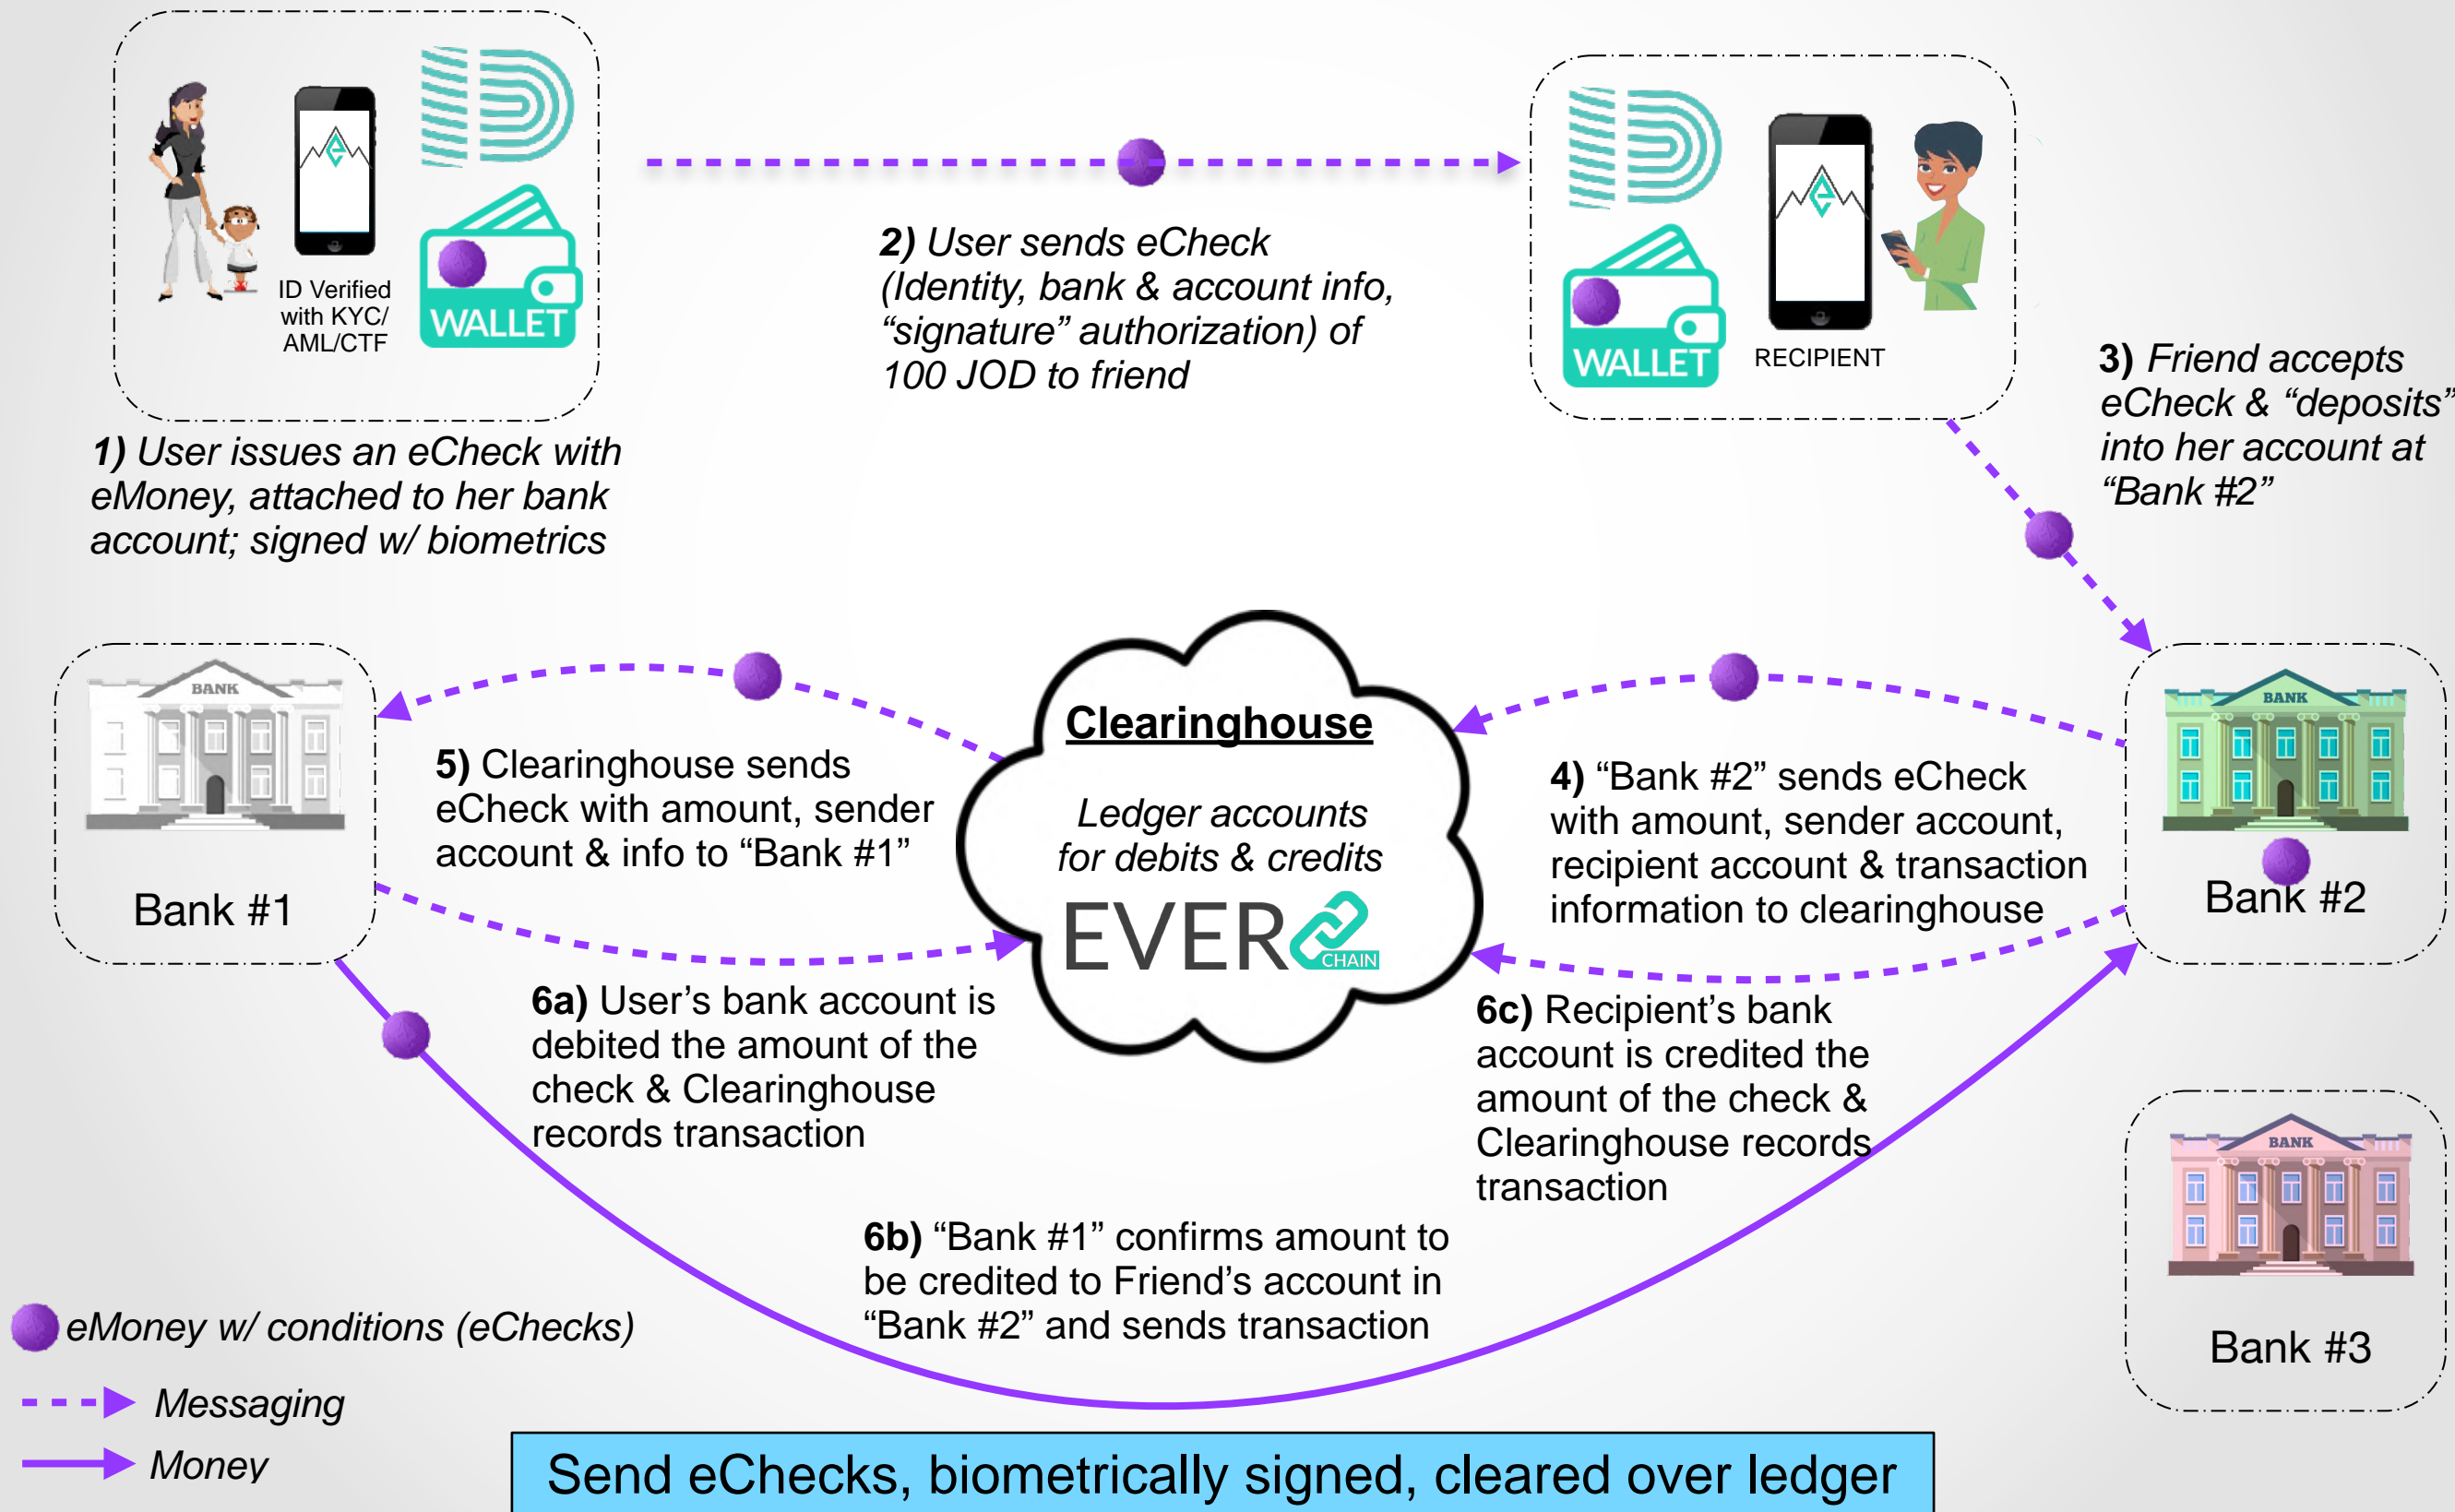 ID Verified
with KYC/
AML/CTF
WALLET
1) User issues an eCheck with
eMoney, attached to her bank
account; signed w/ biometrics
2) User sends eCheck
(Identity, bank & account info,
“signature” authorization) of
100 JOD to friend
WALLET
RECIPIENT
3) Friend accepts
eCheck & “deposits”
into her account at
“Bank #2”
BANK
Bank #1
5) Clearinghouse sends
eCheck with amount, sender
account & info to “Bank #1”
Clearinghouse
Ledger accounts
for debits & credits
EVER
CHAIN
4) “Bank #2” sends eCheck
with amount, sender account,
recipient account & transaction
information to clearinghouse
BANK
Bank #2
6a) User’s bank account is
debited the amount of the
check & Clearinghouse
records transaction
6c) Recipient’s bank
account is credited the
amount of the check &
Clearinghouse records
transaction
6b) “Bank #1” confirms amount to
be credited to Friend’s account in
“Bank #2” and sends transaction
BANK
Bank #3
eMoney w/ conditions (eChecks)
Messaging
Money
Send eChecks, biometrically signed, cleared over ledger